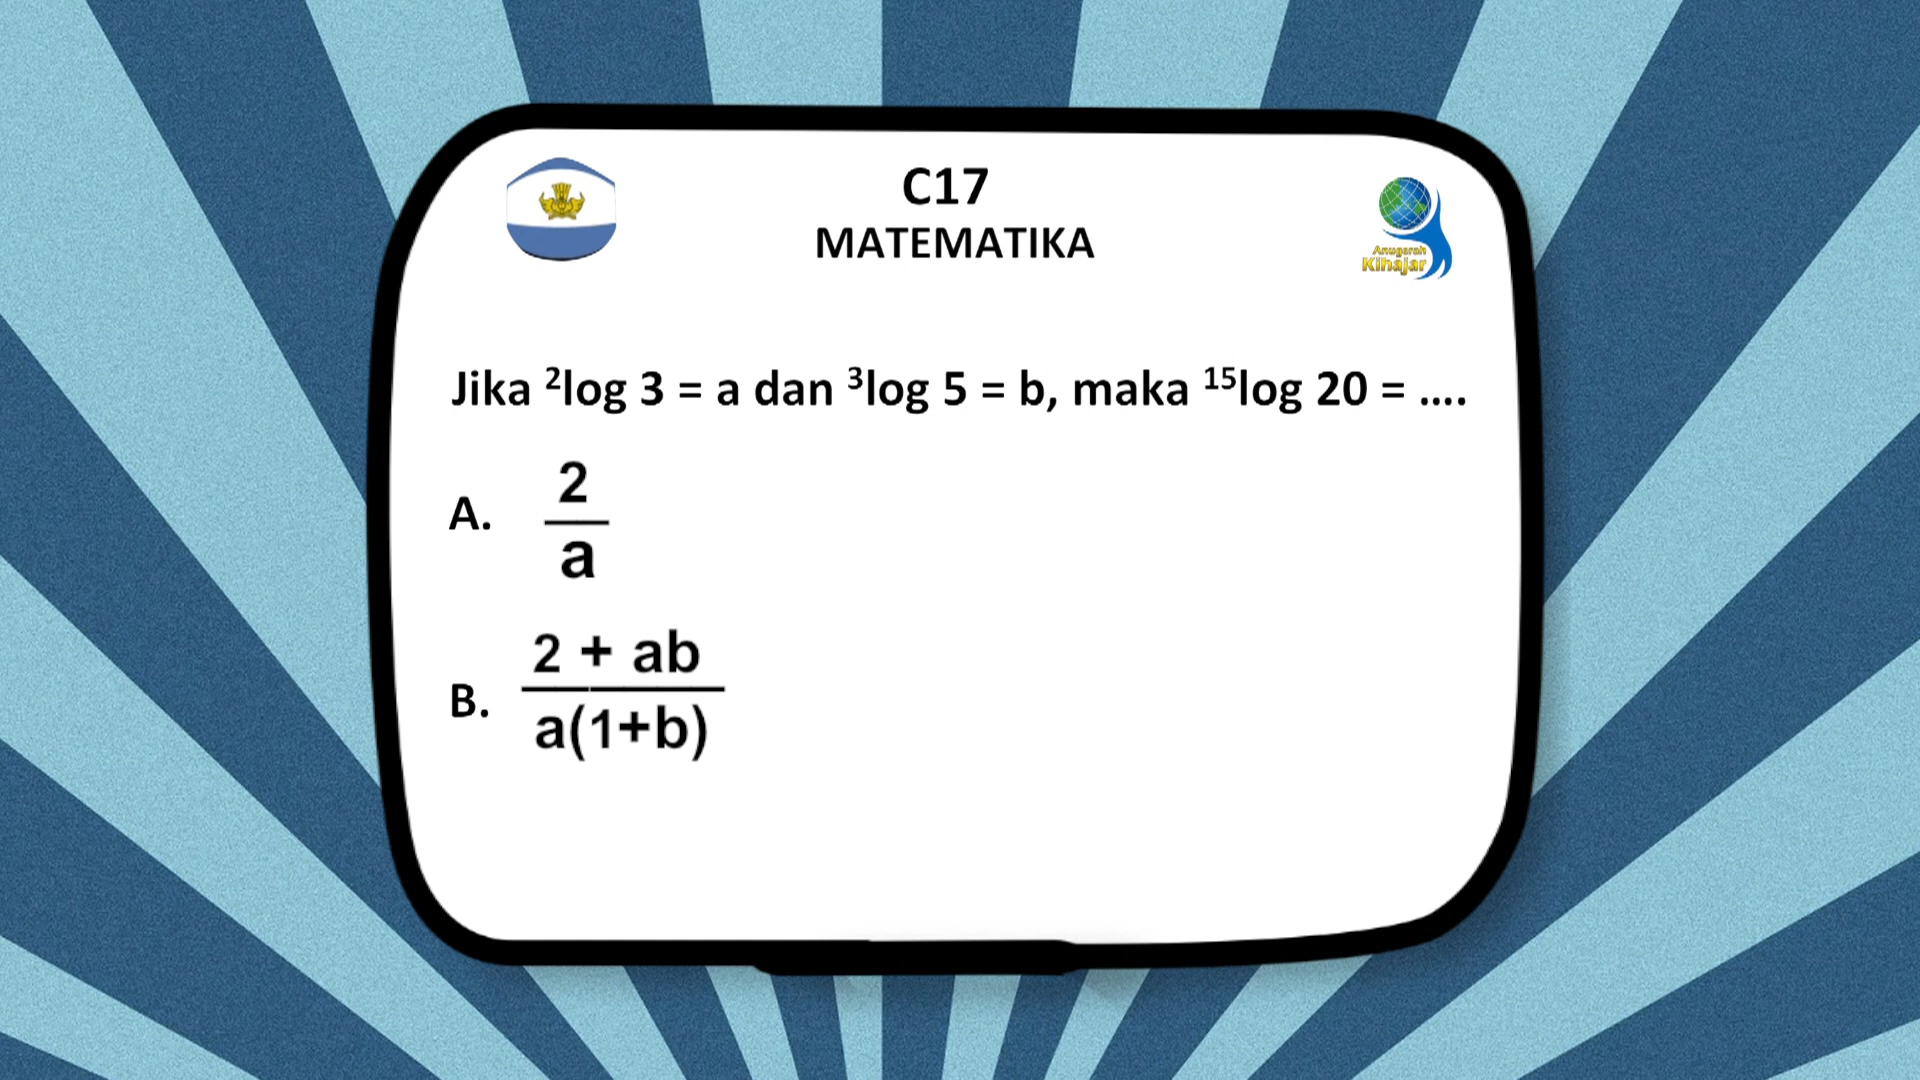 C17
MATEMATIKA
Anugerah
Kihajar
Jika ²log 3 = a dan ³log 5 = b, maka ¹⁵log 20 = ....
A.
2
a
B.
2 + ab
a(1+b)